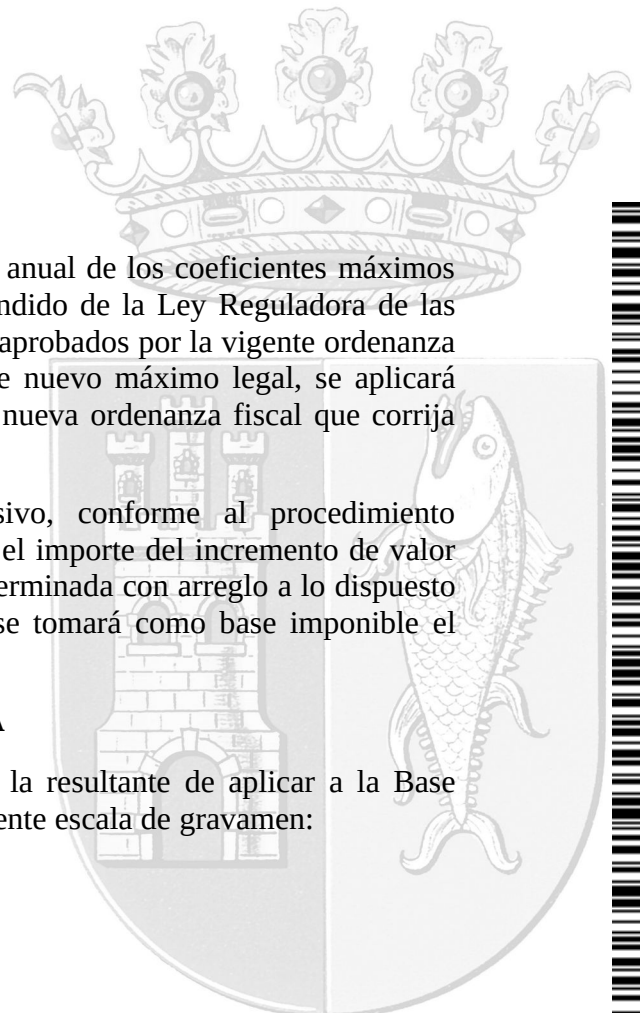 anual de los coeficientes máximos
ndido de la Ley Reguladora de las
aprobados por la vigente ordenanza
e nuevo máximo legal, se aplicará
nueva ordenanza fiscal que corrija
sivo, conforme al procedimiento
el importe del incremento de valor
erminada con arreglo a lo dispuesto
se tomará como base imponible el
A
la resultante de aplicar a la Base
ente escala de gravamen: